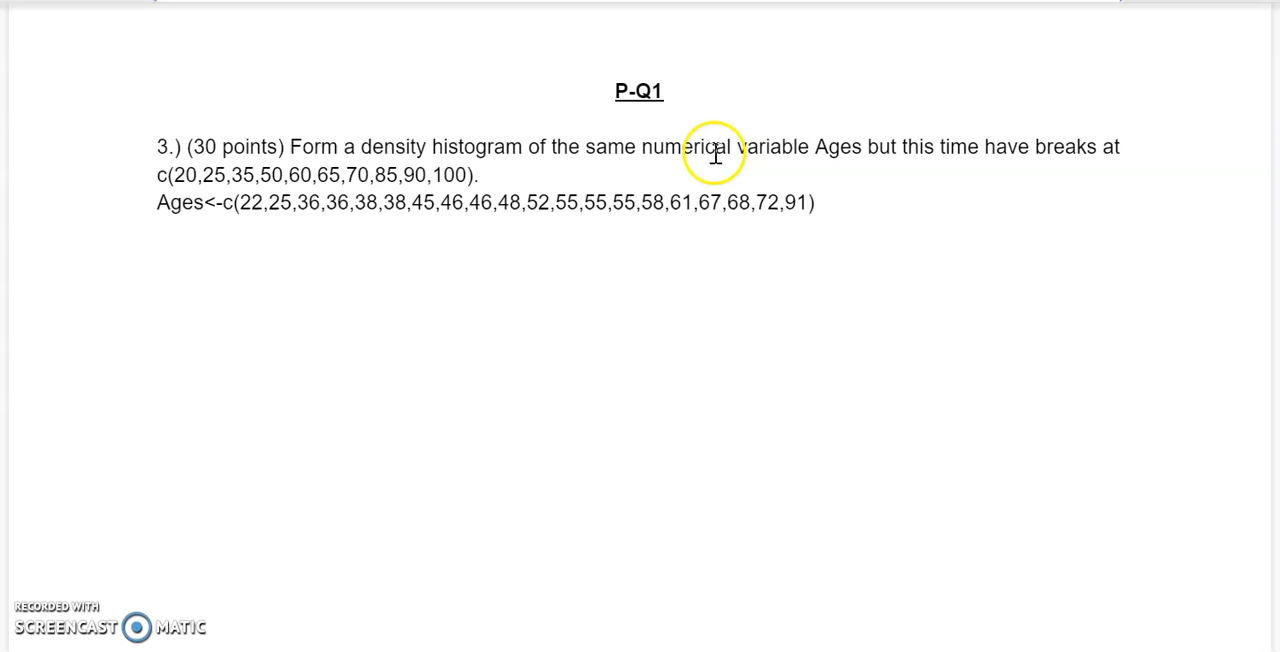 P-Q1
3.) (30 points) Form a density histogram of the same numerical variable Ages but this time have breaks at
c(20,25,35,50,60,65,70,85,90,100).
Ages<-c(22,25,36,36,38,38,45,46,46,48,52,55,55,55,58,61,67,68,72,91)
RECORDED WITH
SCREENCAST MATIC